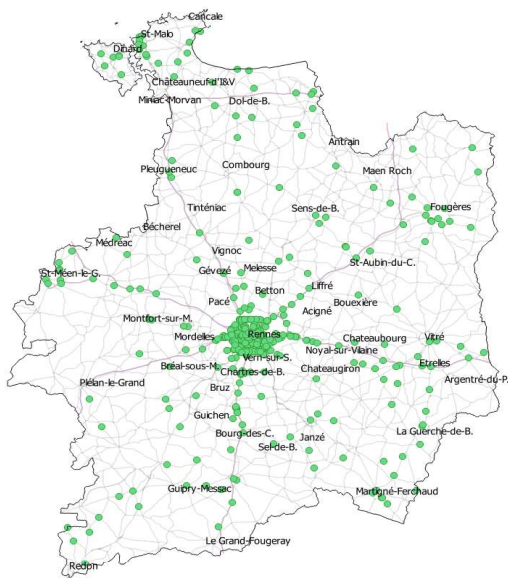 Cancale
St-Malo
Dinard
Châteauneuf-d'I&V
Miniac-Morvan
Dol-de-B.
Antrain
Combourg
Maen Roch
Pleugueneuc
Tinténiac
Sens-de-B.
Fougères
Bécherel
Médréac
Vignoc
St-Méen-le-G.
Gévezé
Melesse
St-Aubin-du-C.
Betton
Liffré
Pacé
Bouexière
Acigné
Montfort-sur-M.
Rennes
Mordelles
Chateaubourg
Vitré
Noyal-sur-Vilaine
Vern-sur-S.
Etrelles
Bréal-sous-M.
Chartres-de-B.
Chateaugiron
Argentré-du-P.
Plélan-le-Grand
Bruz
Guichen
Bourg-des-C.
Janzé
La Guerche-de-B.
Sel-de-B.
Guipry-Messac
Martigné-Ferchaud
Le Grand-Fougeray
Redon